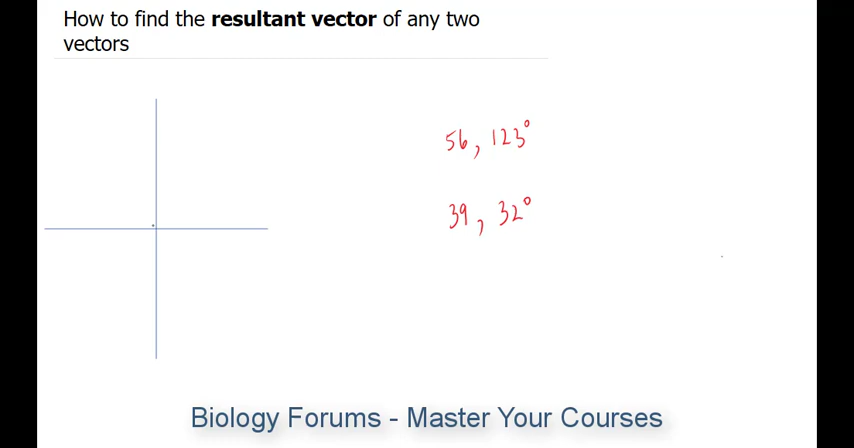 How to find the resultant vector of any two
vectors
56, 123°
39, 32°
Biology Forums - Master Your Courses